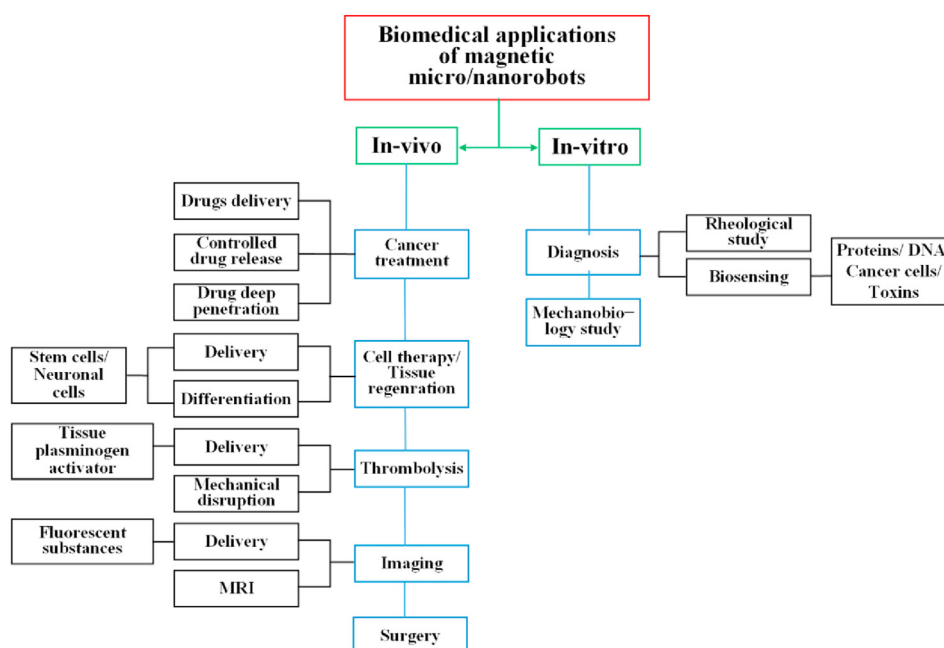 Biomedical applications
of magnetic
micro/nanorobots
In-vivo
In-vitro
Drugs delivery
Controlled
drug release
Drug deep
penetration
Cancer
treatment
Stem cells/
Neuronal
cells
Delivery
Differentiation
Cell therapy/
Tissue
regenration
Tissue
plasminogen
activator
Delivery
Mechanical
disruption
Thrombolysis
Fluorescent
substances
Delivery
MRI
Imaging
Surgery
Diagnosis
Mechanobio–
logy study
Rheological
study
Biosensing
Proteins/ DNA/
Cancer cells/
Toxins